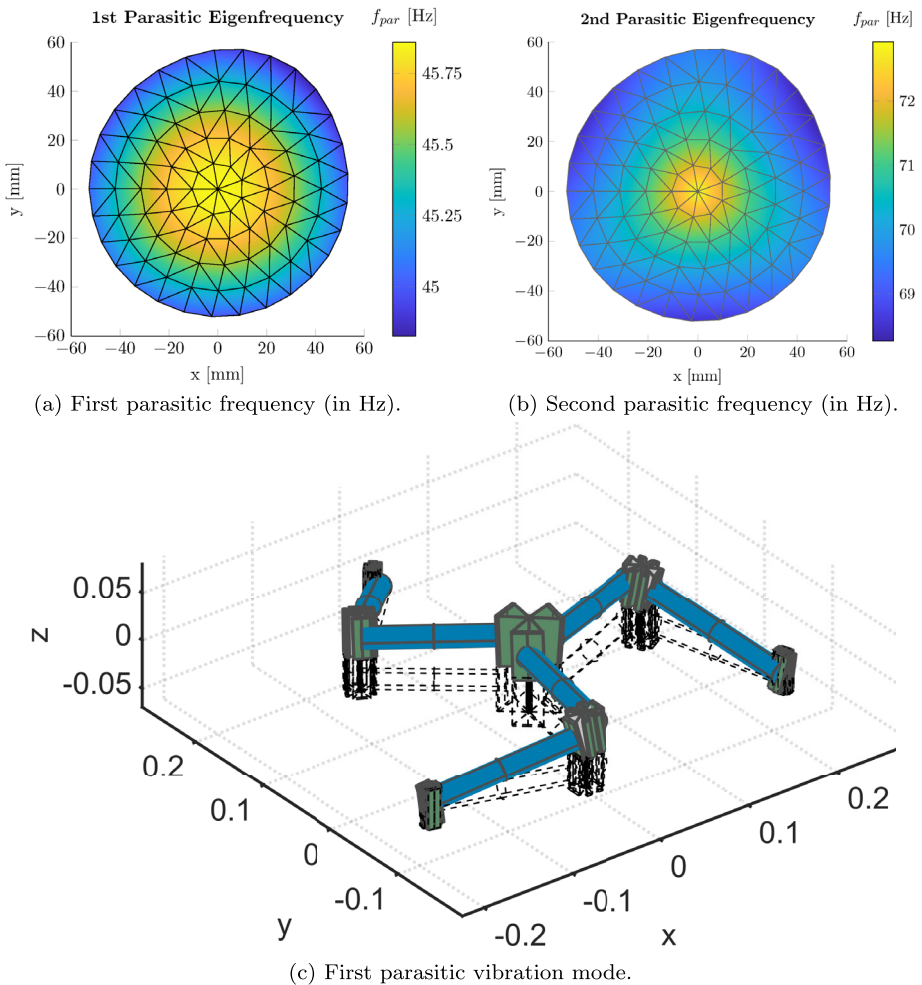 1st Parasitic Eigenfrequency
f_par [Hz]
60
40
20
0
−20
−40
−60
y [mm]
−60 −40 −20 0 20 40 60
x [mm]
45.75
45.5
45.25
45
2nd Parasitic Eigenfrequency
f_par [Hz]
60
40
20
0
−20
−40
−60
y [mm]
−60 −40 −20 0 20 40 60
x [mm]
72
71
70
69
(a) First parasitic frequency (in Hz).
(b) Second parasitic frequency (in Hz).
0.05
0
-0.05
z
0.2
0.1
0
-0.1
y
-0.2
-0.1
0
0.1
0.2
x
(c) First parasitic vibration mode.